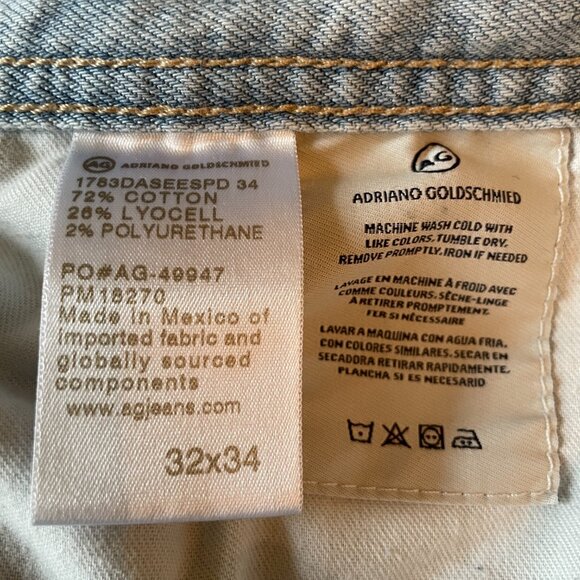 AG ADRIANO GOLDSCHMIED
1783DASEESPD 34
72% COTTON
26% LYOCELL
2% POLYURETHANE
PO#AG-49947
PM18270
Made in Mexico of
imported fabric and
globally sourced
components
www.agjeans.com
32x34
AG
ADRIANO GOLDSCHMIED
MACHINE WASH COLD WITH
LIKE COLORS. TUMBLE DRY.
REMOVE PROMPTLY. IRON IF NEEDED
LAVAGE EN MACHINE À FROID AVEC
COMME COULEURS. SÈCHE-LINGE
À RETIRER PROMPTEMENT.
FER SI NÉCESSAIRE
LAVAR A MAQUINA CON AGUA FRIA.
CON COLORES SIMILARES. SECAR EN
SECADORA RETIRAR RAPIDAMENTE.
PLANCHA SI ES NECESARIO